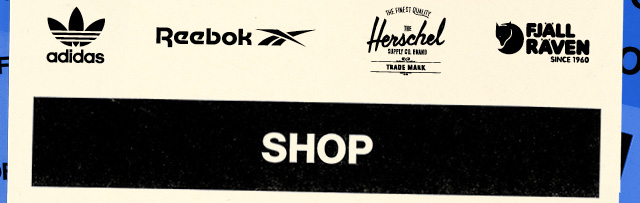 adidas
Reebok
THE FINEST QUALITY
THE
Herschel
SUPPLY CO. BRAND
TRADE MARK
FJÄLL
RÄVEN
SINCE 1960
SHOP